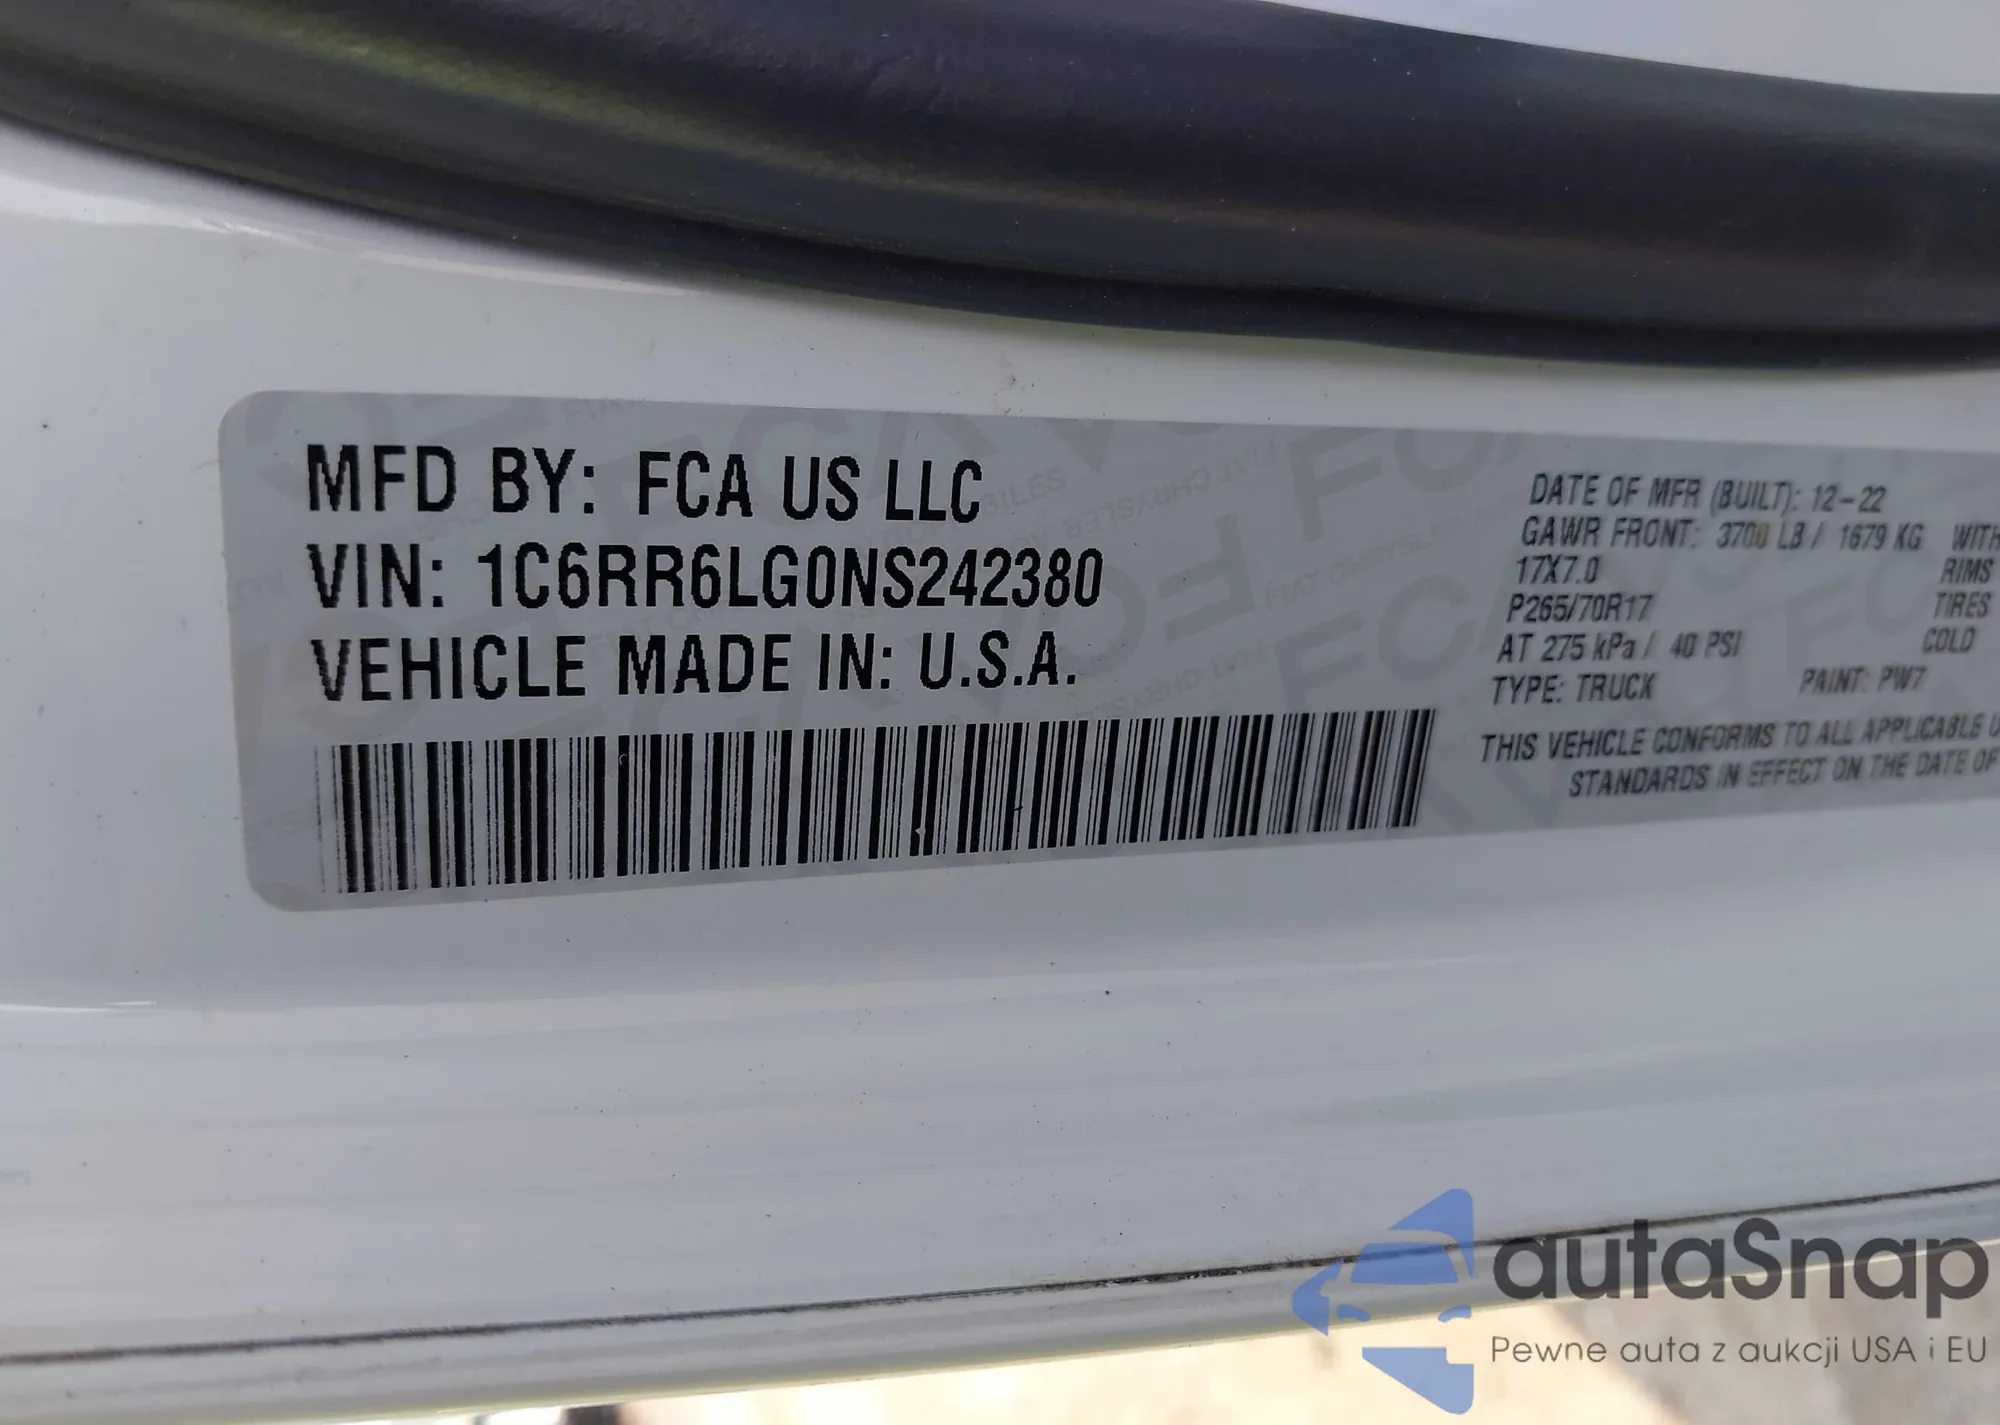 MFD BY: FCA US LLC
VIN: 1C6RR6LG0NS242380
VEHICLE MADE IN: U.S.A.
DATE OF MFR (BUILT): 12-22
GAWR FRONT: 3700 LB / 1679 KG WITH
17X7.0 RIMS
P265/70R17 TIRES
AT 275 kPa / 40 PSI COLD
TYPE: TRUCK PAINT: PW7
THIS VEHICLE CONFORMS TO ALL APPLICABLE
STANDARDS IN EFFECT ON THE DATE OF
autaSnap
Pewne auta z aukcji USA i EU